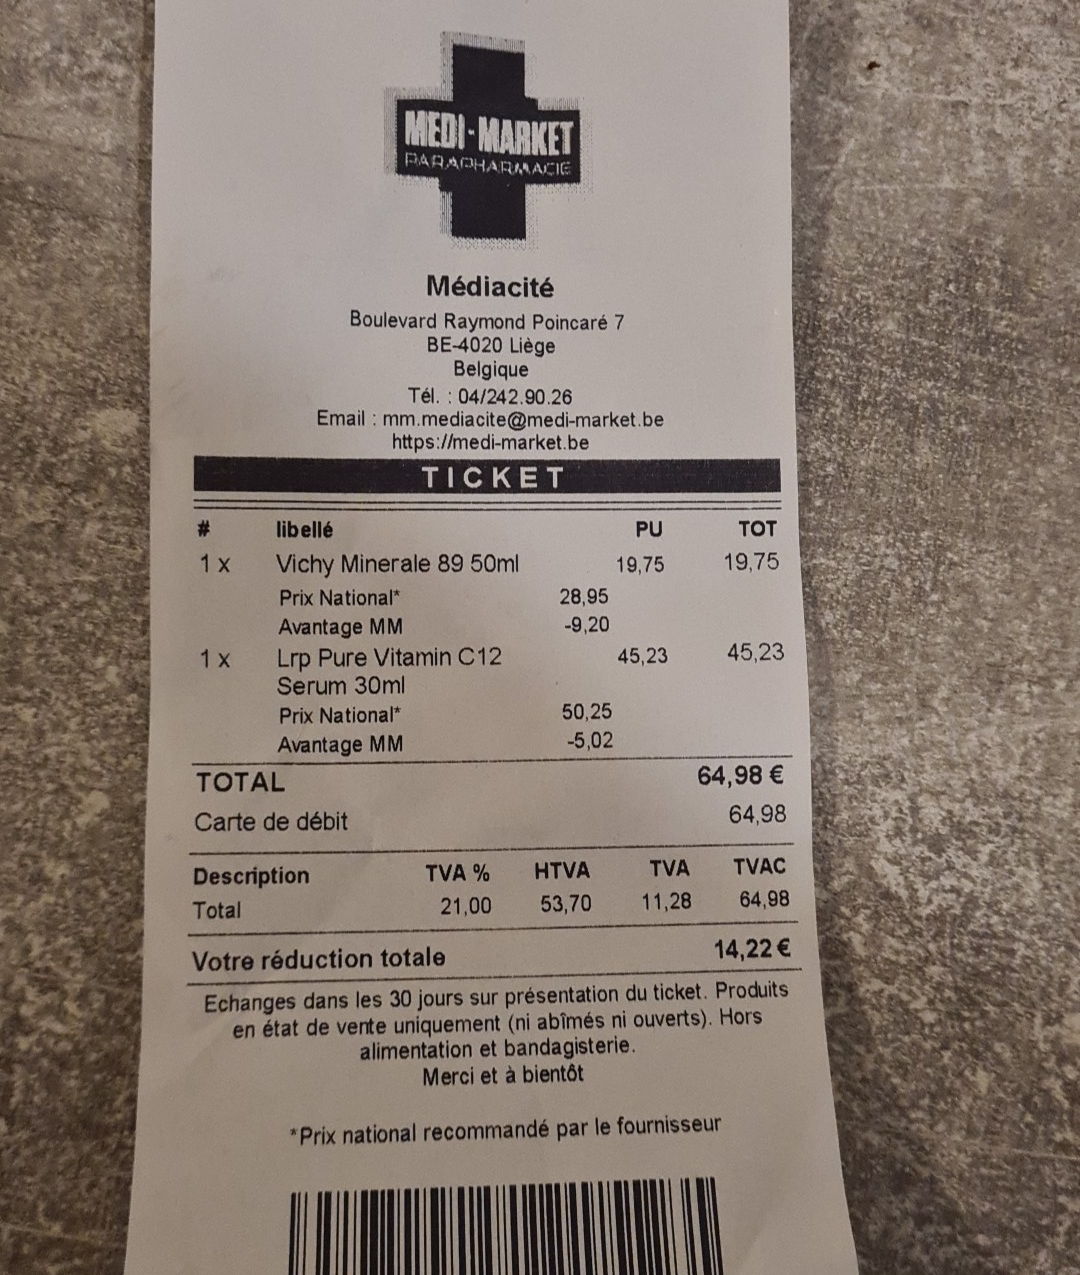 MEDI-MARKET
PARAPHARMACIE
Médiacité
Boulevard Raymond Poincaré 7
BE-4020 Liège
Belgique
Tél. : 04/242.90.26
Email : mm.mediacite@medi-market.be
https://medi-market.be
TICKET
# libellé PU TOT
1 x Vichy Minerale 89 50ml 19,75 19,75
Prix National* 28,95
Avantage MM -9,20
1 x Lrp Pure Vitamin C12 45,23 45,23
Serum 30ml
Prix National* 50,25
Avantage MM -5,02
TOTAL 64,98 €
Carte de débit 64,98
Description TVA % HTVA TVA TVAC
Total 21,00 53,70 11,28 64,98
Votre réduction totale 14,22 €
Echanges dans les 30 jours sur présentation du ticket. Produits
en état de vente uniquement (ni abîmés ni ouverts). Hors
alimentation et bandagisterie.
Merci et à bientôt
*Prix national recommandé par le fournisseur